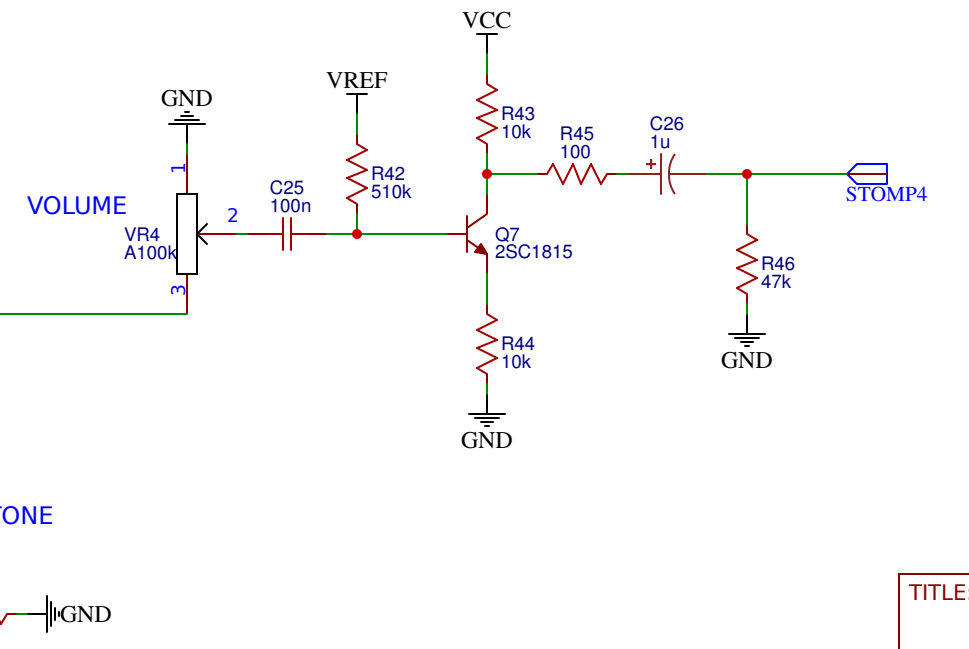 VCC
VREF
GND
R43
10k
C26
1u
R45
100
R42
510k
1
C25
100n
VOLUME
2
STOMP4
VR4
A100k
Q7
2SC1815
R46
47k
3
R44
10k
GND
GND
TONE
GND
TITLE: